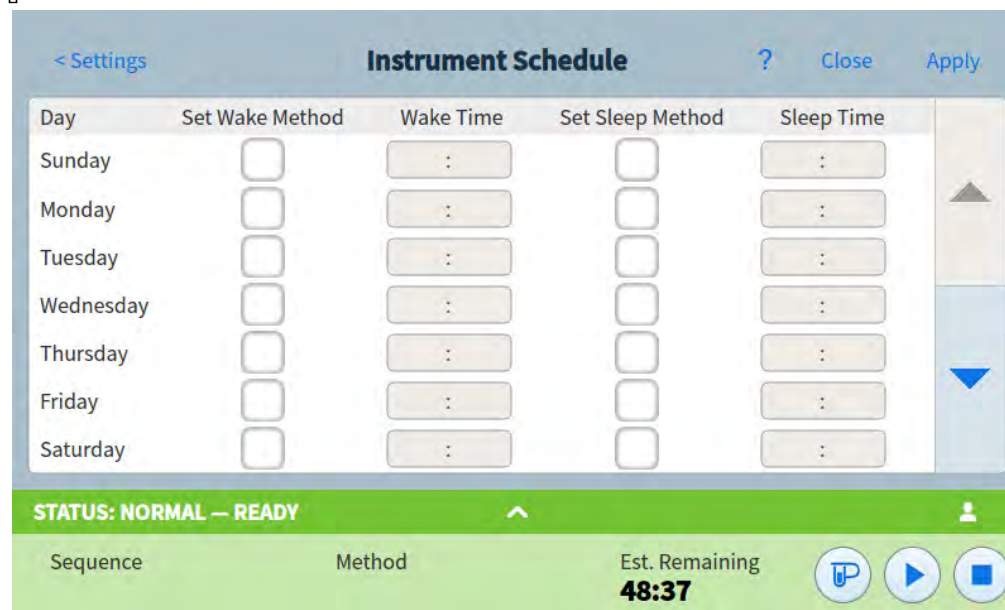 < Settings Instrument Schedule ? Close Apply
Day Set Wake Method Wake Time Set Sleep Method Sleep Time
Sunday : :
Monday : :
Tuesday : :
Wednesday : :
Thursday : :
Friday : :
Saturday : :
STATUS: NORMAL — READY
Sequence Method Est. Remaining
48:37